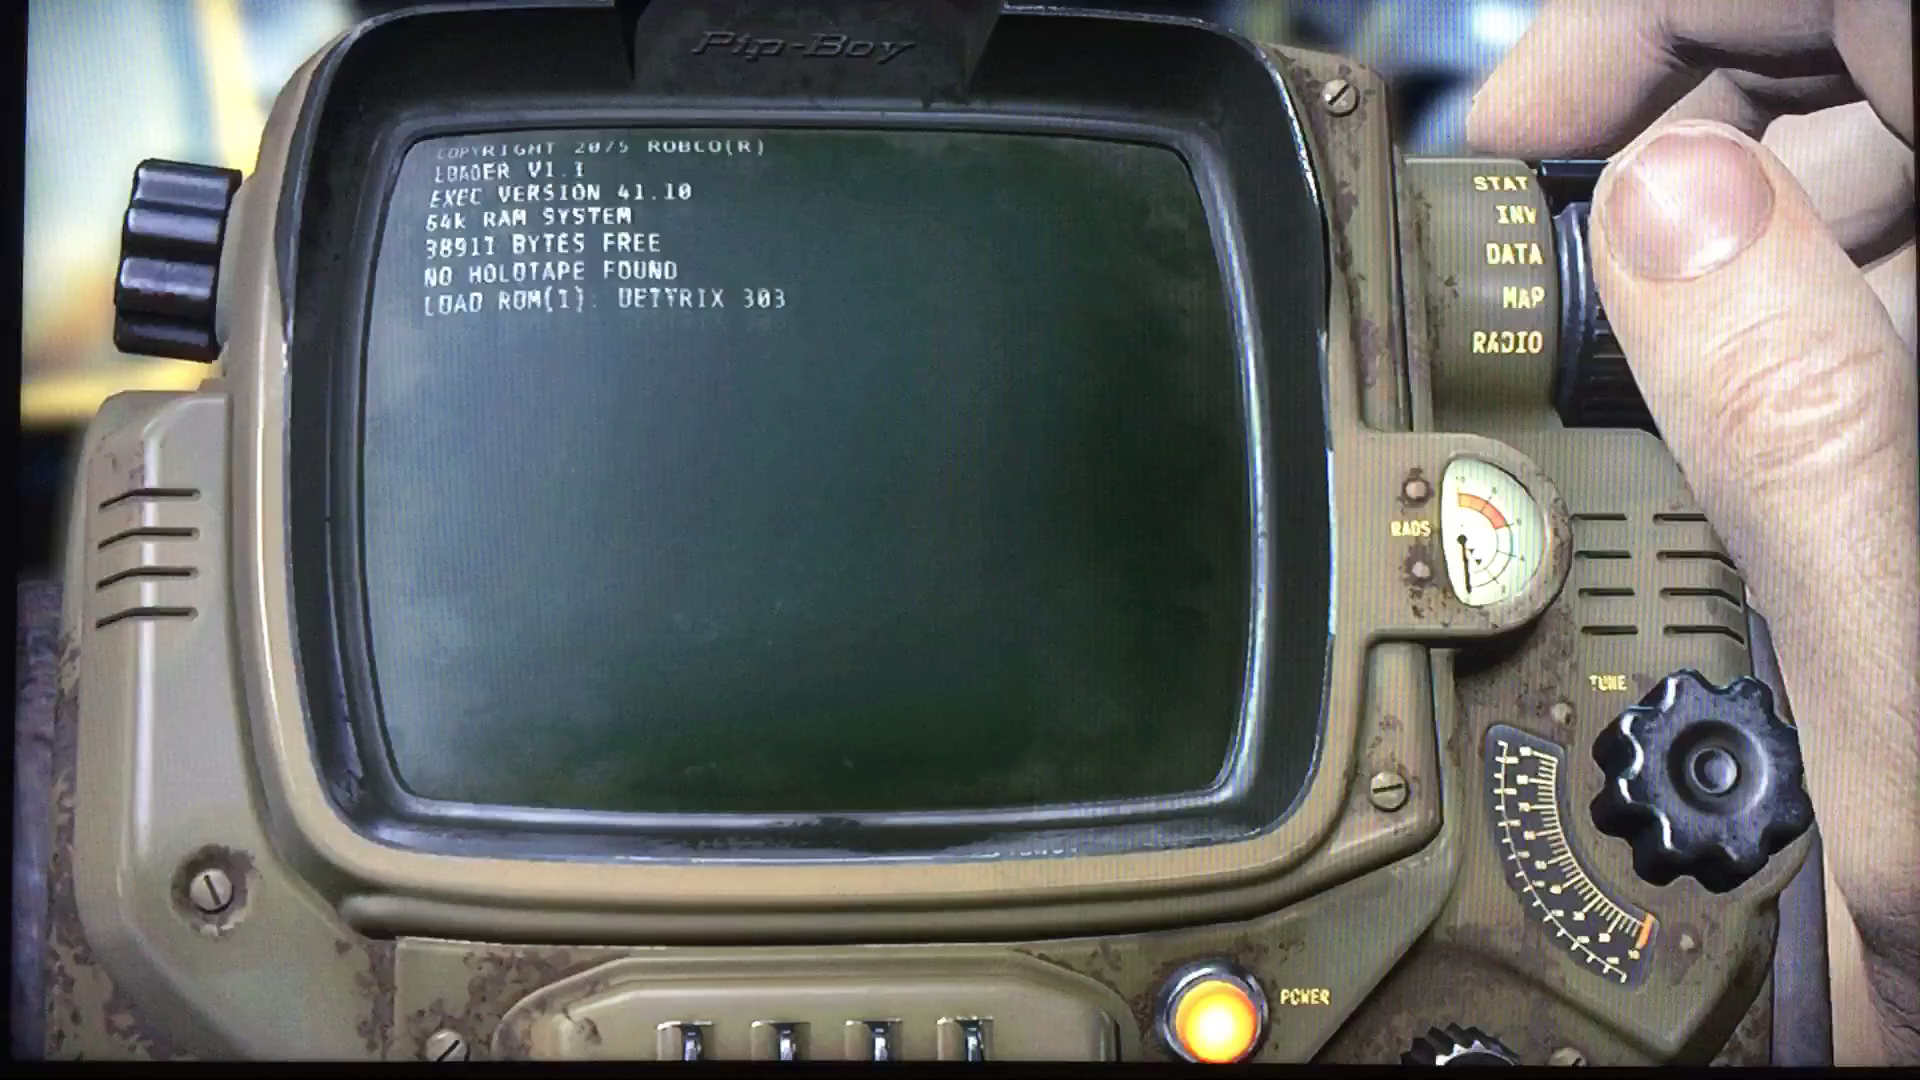 Pip-Boy
COPYRIGHT 2075 ROBCO(R)
LOADER V1.1
EXEC VERSION 41.10
64k RAM SYSTEM
38911 BYTES FREE
NO HOLOTAPE FOUND
LOAD ROM(1): DEITRIX 303
STAT
INV
DATA
MAP
RADIO
RADS
TUNE
POWER